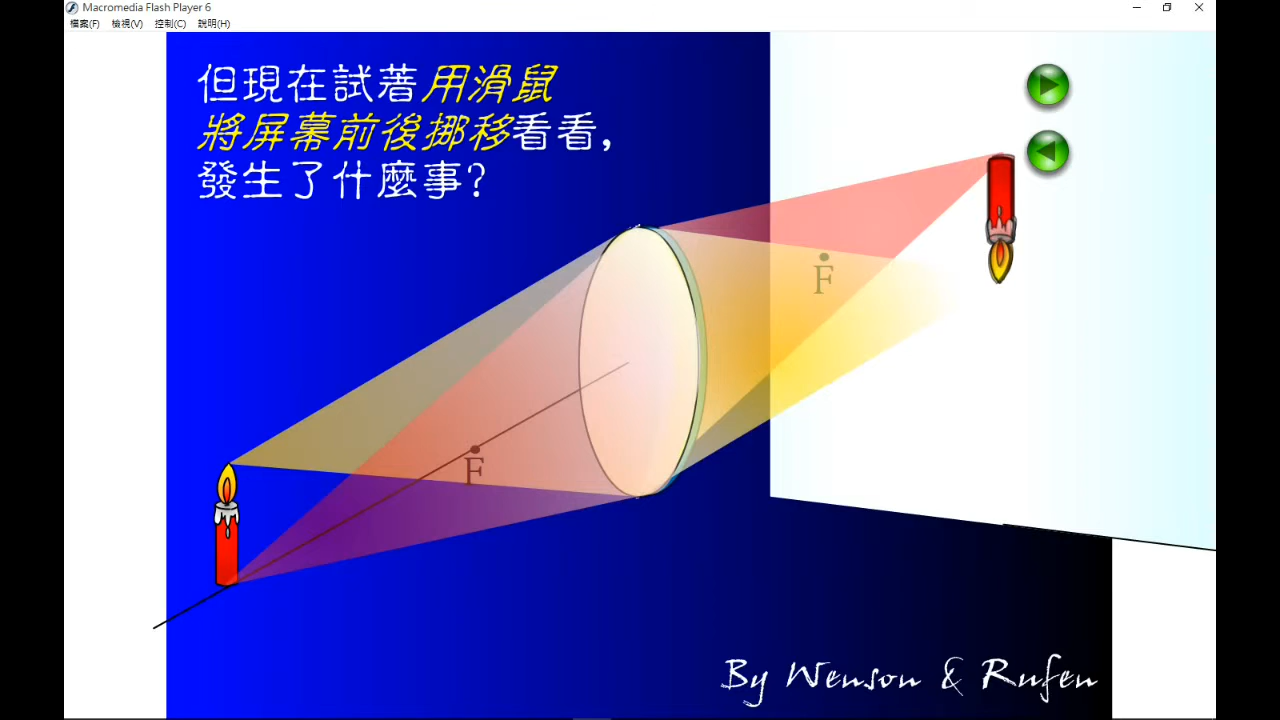 Macromedia Flash Player 6
檔案(F) 檢視(V) 控制(C) 說明(H)
但現在試著用滑鼠
將屏幕前後挪移看看,
發生了什麼事?
F
F
By Wenson & Rufen